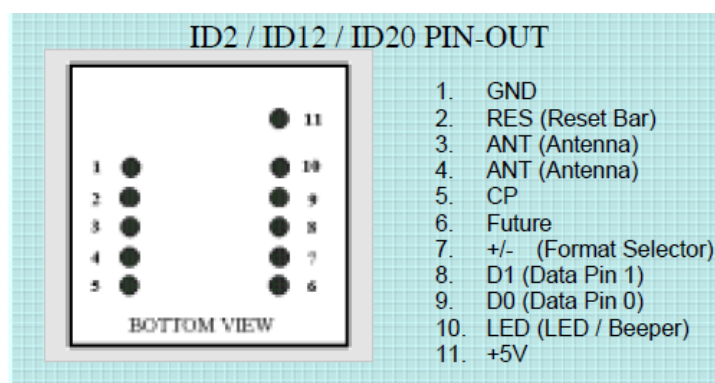 ID2 / ID12 / ID20 PIN-OUT
11
1 10
2 9
3 8
4 7
5 6
BOTTOM VIEW
1. GND
2. RES (Reset Bar)
3. ANT (Antenna)
4. ANT (Antenna)
5. CP
6. Future
7. +/- (Format Selector)
8. D1 (Data Pin 1)
9. D0 (Data Pin 0)
10. LED (LED / Beeper)
11. +5V